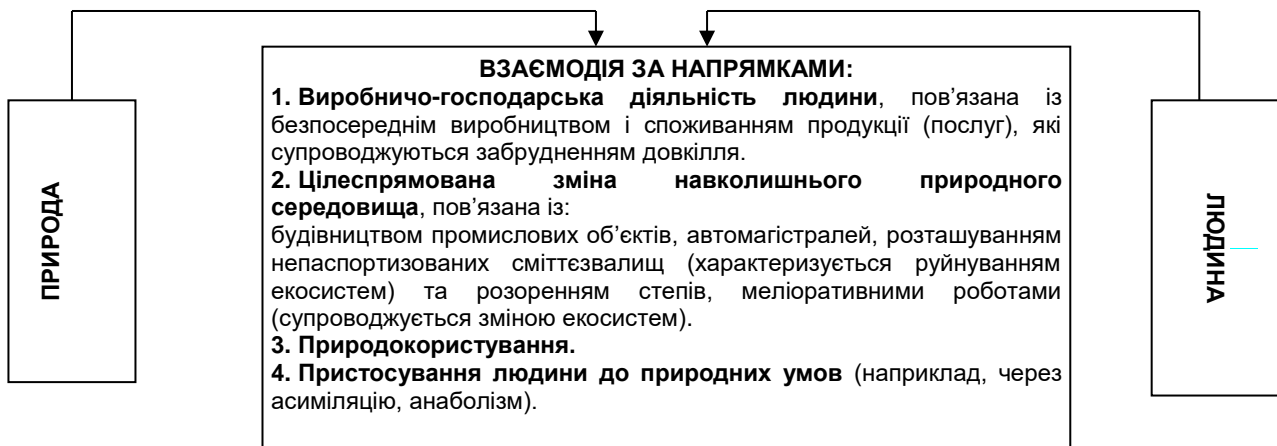 ВЗАЄМОДІЯ ЗА НАПРЯМКАМИ:
1. Виробничо-господарська діяльність людини, пов’язана із
безпосереднім виробництвом і споживанням продукції (послуг), які
супроводжуються забрудненням довкілля.
2. Цілеспрямована зміна навколишнього природного
середовища, пов’язана із:
будівництвом промислових об’єктів, автомагістралей, розташуванням
непаспортизованих сміттєзвалищ (характеризується руйнуванням
екосистем) та розоренням степів, меліоративними роботами
(супроводжується зміною екосистем).
3. Природокористування.
4. Пристосування людини до природних умов (наприклад, через
асиміляцію, анаболізм).
ПРИРОДА
ЛЮДИНА